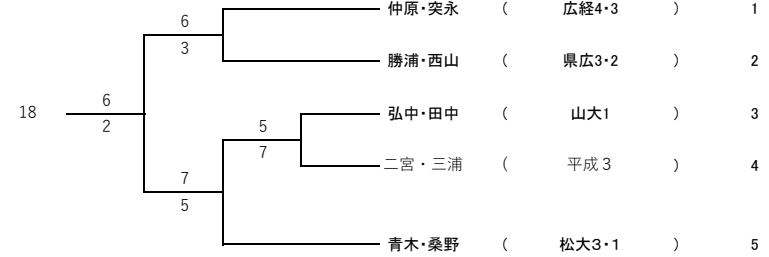 仲原・突永 ( 広経4・3 ) 1
6
3
勝浦・西山 ( 県広3・2 ) 2
18
6
2
弘中・田中 ( 山大1 ) 3
5
7
二宮・三浦 ( 平成３ ) 4
7
5
青木・桑野 ( 松大３・１ ) 5